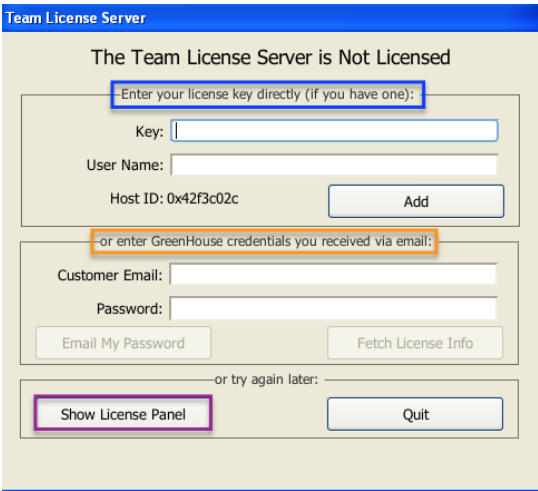 Team License Server
The Team License Server is Not Licensed
Enter your license key directly (if you have one):
Key:
User Name:
Host ID: 0x42f3c02c
Add
or enter GreenHouse credentials you received via email:
Customer Email:
Password:
Email My Password
Fetch License Info
or try again later:
Show License Panel
Quit